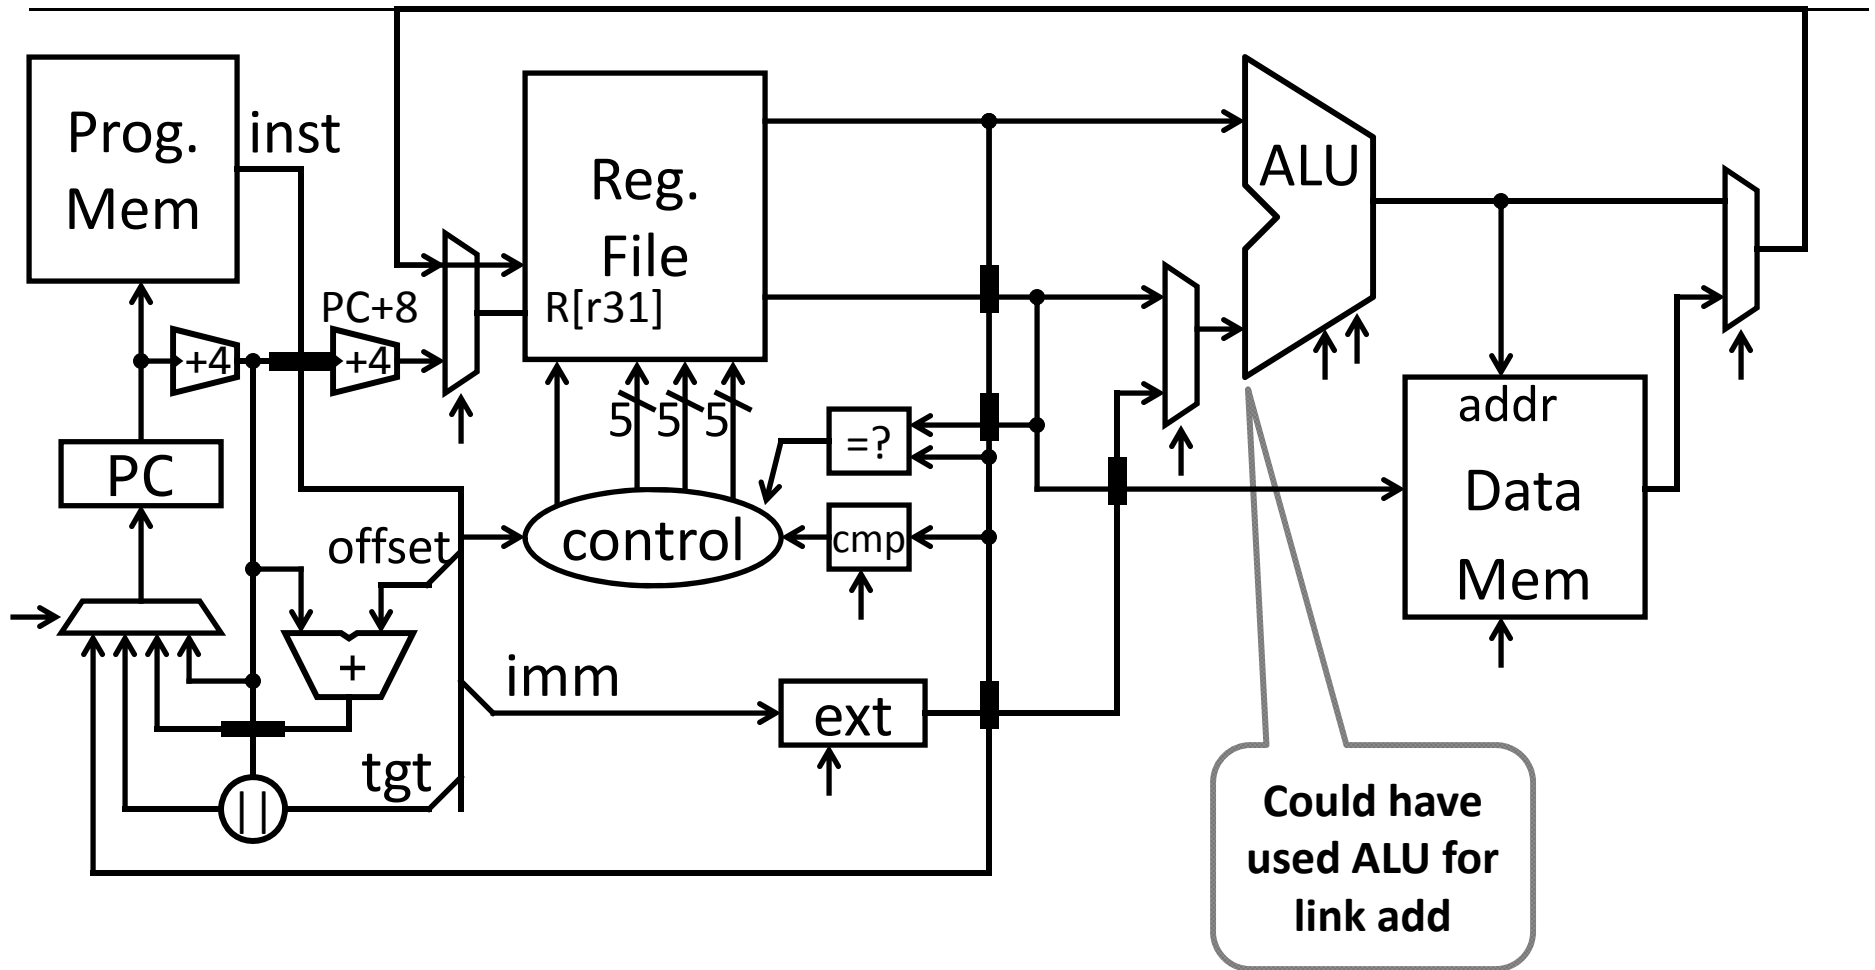 Prog.
Mem
inst
+4
PC+8
+4
PC
Reg.
File
R[r31]
5 5 5
=?
cmp
control
offset
+
imm
ext
tgt
||
ALU
addr
Data
Mem
Could have
used ALU for
link add